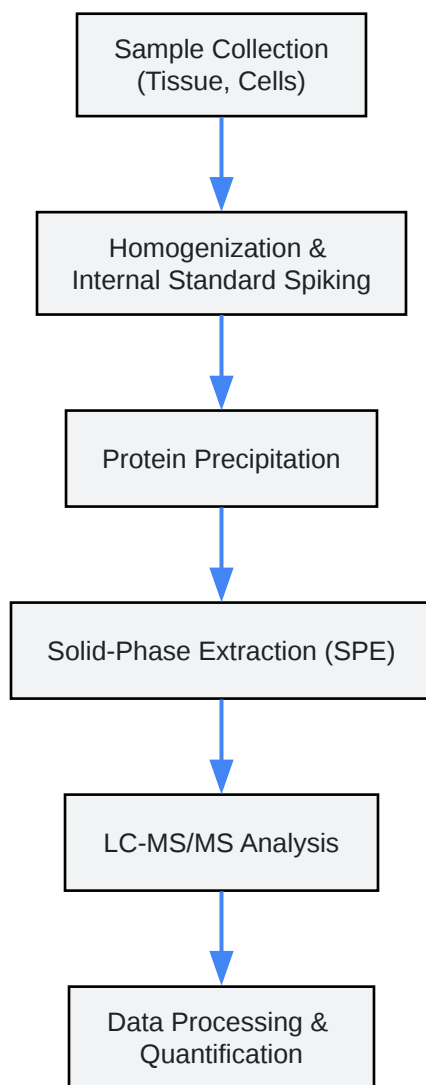 Sample Collection
(Tissue, Cells)
Homogenization &
Internal Standard Spiking
Protein Precipitation
Solid-Phase Extraction (SPE)
LC-MS/MS Analysis
Data Processing &
Quantification